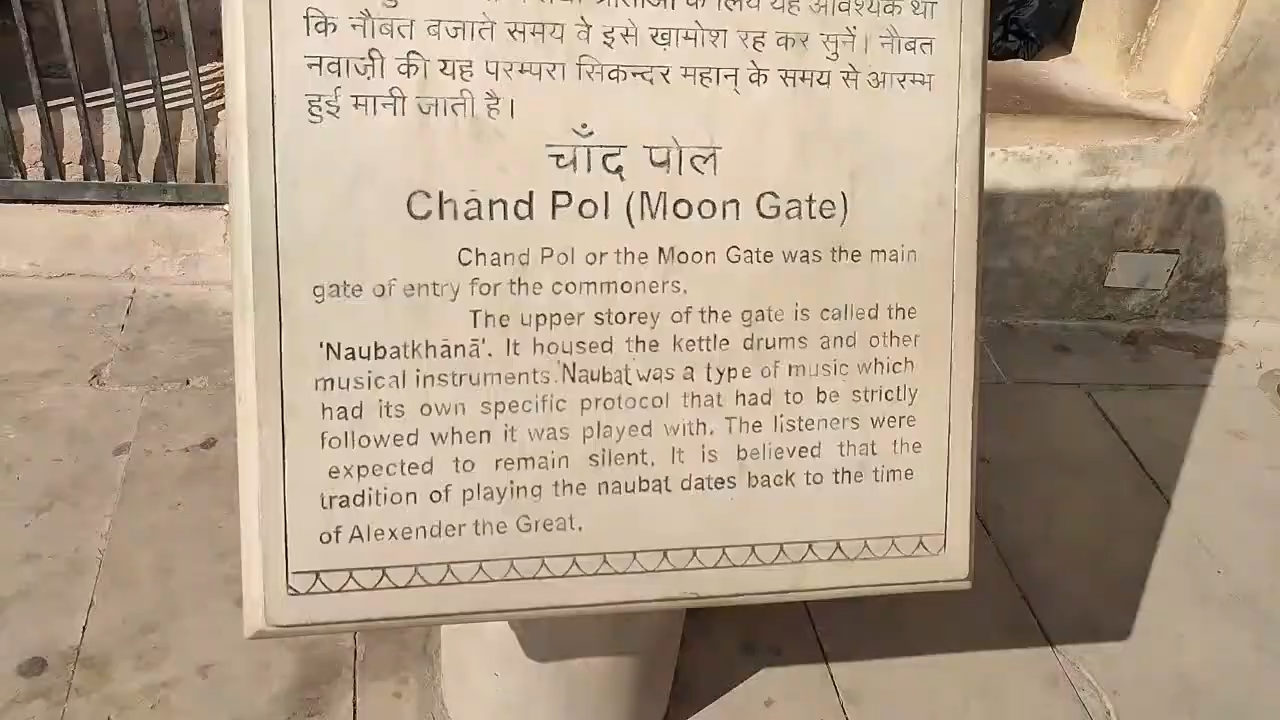 के लिये यह आवश्यक था
कि नौबत बजाते समय वे इसे ख़ामोश रह कर सुनें। नौबत
नवाज़ी की यह परम्परा सिकन्दर महान् के समय से आरम्भ
हुई मानी जाती है।
चाँद पोल
Chānd Pol (Moon Gate)
Chand Pol or the Moon Gate was the main
gate of entry for the commoners.
The upper storey of the gate is called the
'Naubatkhānā'. It housed the kettle drums and other
musical instruments. Naubat was a type of music which
had its own specific protocol that had to be strictly
followed when it was played with. The listeners were
expected to remain silent. It is believed that the
tradition of playing the naubat dates back to the time
of Alexender the Great.